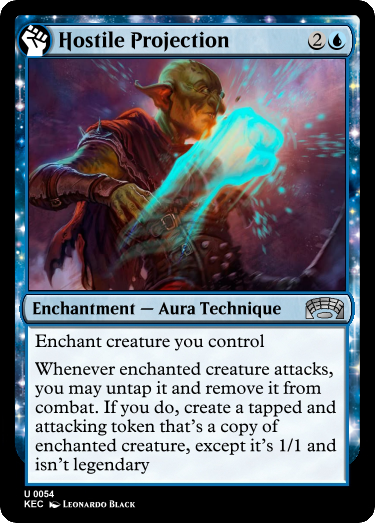 Hostile Projection 2
Enchantment — Aura Technique
Enchant creature you control
Whenever enchanted creature attacks,
you may untap it and remove it from
combat. If you do, create a tapped and
attacking token that's a copy of
enchanted creature, except it's 1/1 and
isn't legendary
U 0054
KEC Leonardo Black